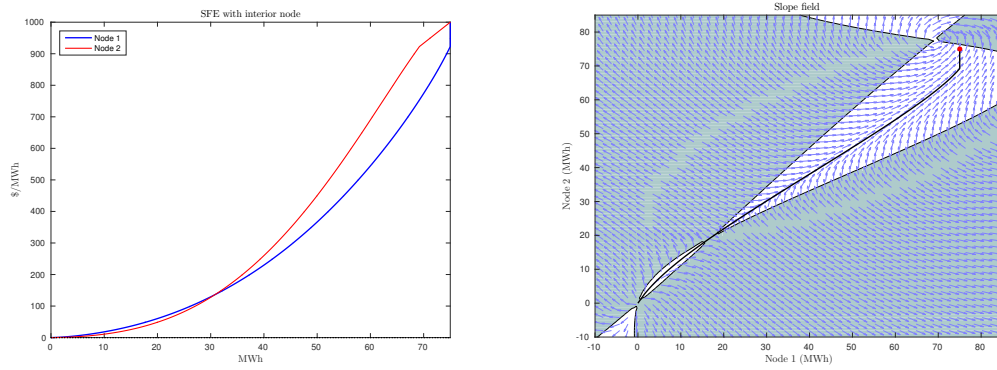 SFE with interior node
Node 1
Node 2
$/MWh
1000
900
800
700
600
500
400
300
200
100
0
0 10 20 30 40 50 60 70
MWh
Slope field
Node 2 (MWh)
80
70
60
50
40
30
20
10
0
-10
-10 0 10 20 30 40 50 60 70 80
Node 1 (MWh)